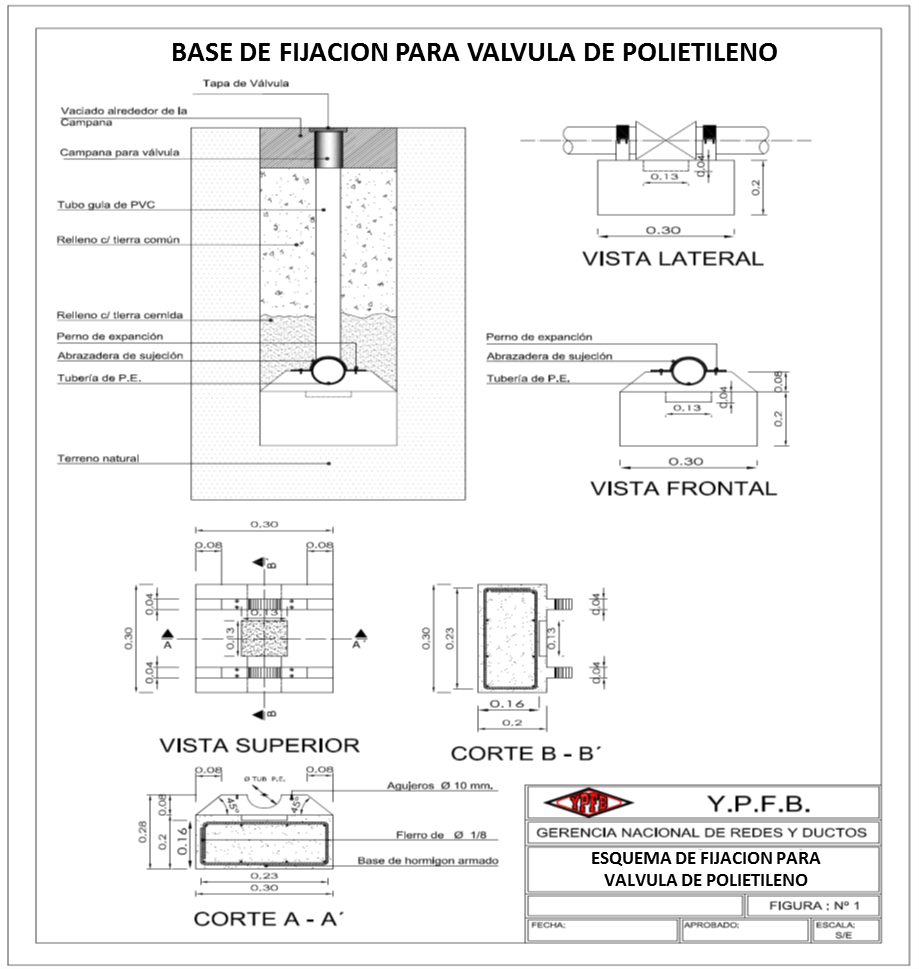 BASE DE FIJACION PARA VALVULA DE POLIETILENO
Tapa de Válvula
Vaciado alrededor de la
Campana
Campana para válvula
Tubo guía de PVC
Relleno c/ tierra común
Relleno c/ tierra cernida
Perno de expanción
Abrazadera de sujeción
Tubería de P.E.
Terreno natural
0,04
0,13
0,2
0.30
VISTA LATERAL
Perno de expanción
Abrazadera de sujeción
Tubería de P.E.
0,08
0,04
0,13
0,2
0.30
VISTA FRONTAL
0,30
0,08
0,08
B
0,04
0,30
0,13
0,13
A
A´
0,04
B
VISTA SUPERIOR
0,04
0,30
0,23
0,13
0,04
0.16
0,2
CORTE B - B´
0,08
0,08
Ø TUB P.E.
Agujeros Ø 10 mm.
45°
45°
0,08
0,28
0,2
0.16
Fierro de Ø 1/8
Base de hormigon armado
0,23
0,30
CORTE A - A´
YPFB
Y.P.F.B.
GERENCIA NACIONAL DE REDES Y DUCTOS
ESQUEMA DE FIJACION PARA
VALVULA DE POLIETILENO
FIGURA : Nº 1
FECHA;
APROBADO;
ESCALA;
S/E